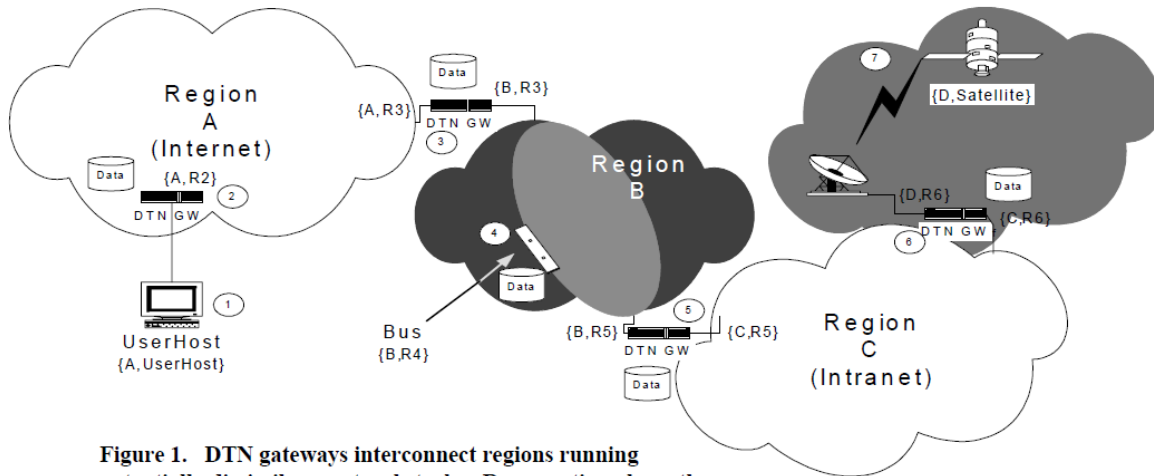 Region
A
(Internet)
Data
{A,R2}
2
DTN GW
1
UserHost
{A,UserHost}
Data
{A,R3}
{B,R3}
DTN GW
3
Region
B
4
Data
Bus
{B,R4}
5
{B,R5}
{C,R5}
DTN GW
Data
7
{D,Satellite}
Data
{D,R6}
{C,R6}
DTN GW
6
Region
C
(Intranet)
Figure 1. DTN gateways interconnect regions running